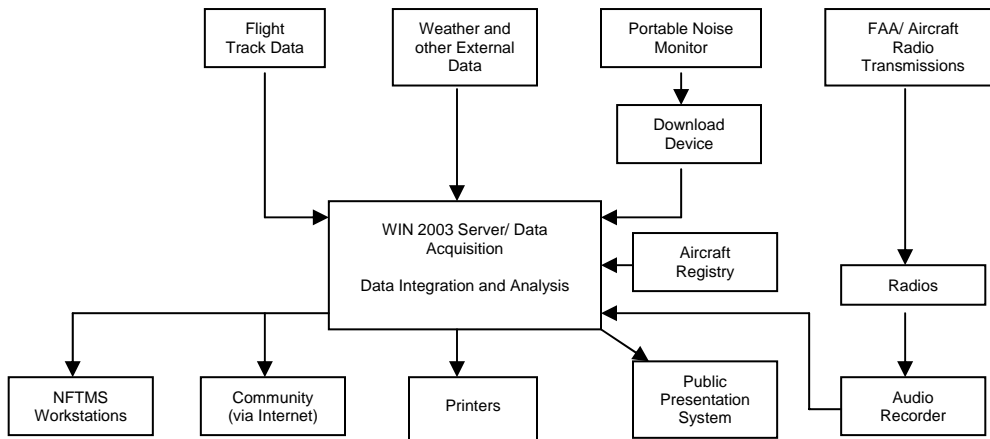 Flight
Track Data
Weather and
other External
Data
Portable Noise
Monitor
FAA/ Aircraft
Radio
Transmissions
Download
Device
WIN 2003 Server/ Data
Acquisition
Data Integration and Analysis
Aircraft
Registry
Radios
NFTMS
Workstations
Community
(via Internet)
Printers
Public
Presentation
System
Audio
Recorder